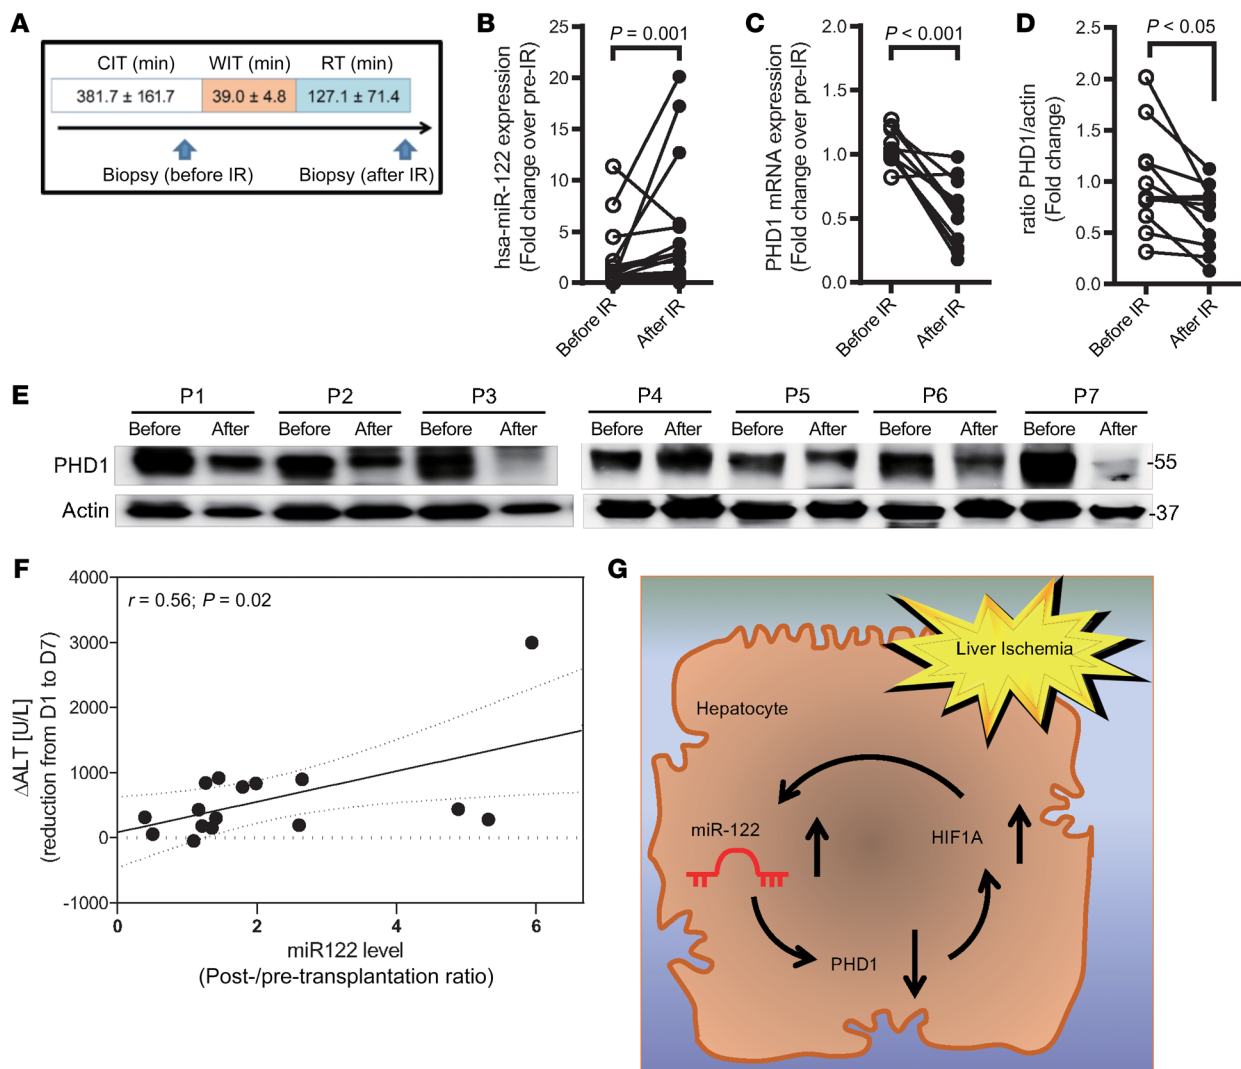 A
CIT (min) WIT (min) RT (min)
381.7 ± 161.7 39.0 ± 4.8 127.1 ± 71.4
Biopsy (before IR) Biopsy (after IR)
B
P = 0.001
hsa-miR-122 expression
(Fold change over pre-IR)
25
20
15
10
5
0
Before IR
After IR
C
P < 0.001
PHD1 mRNA expression
(Fold change over pre-IR)
2.0
1.5
1.0
0.5
0.0
Before IR
After IR
D
P < 0.05
ratio PHD1/actin
(Fold change)
2.5
2.0
1.5
1.0
0.5
0.0
Before IR
After IR
E
P1 P2 P3 P4 P5 P6 P7
Before After Before After Before After Before After Before After Before After Before After
PHD1
-55
Actin
-37
F
r = 0.56; P = 0.02
ΔALT [U/L]
(reduction from D1 to D7)
4000
3000
2000
1000
0
-1000
0 2 4 6
miR122 level
(Post-/pre-transplantation ratio)
G
Liver Ischemia
Hepatocyte
miR-122
HIF1A
PHD1